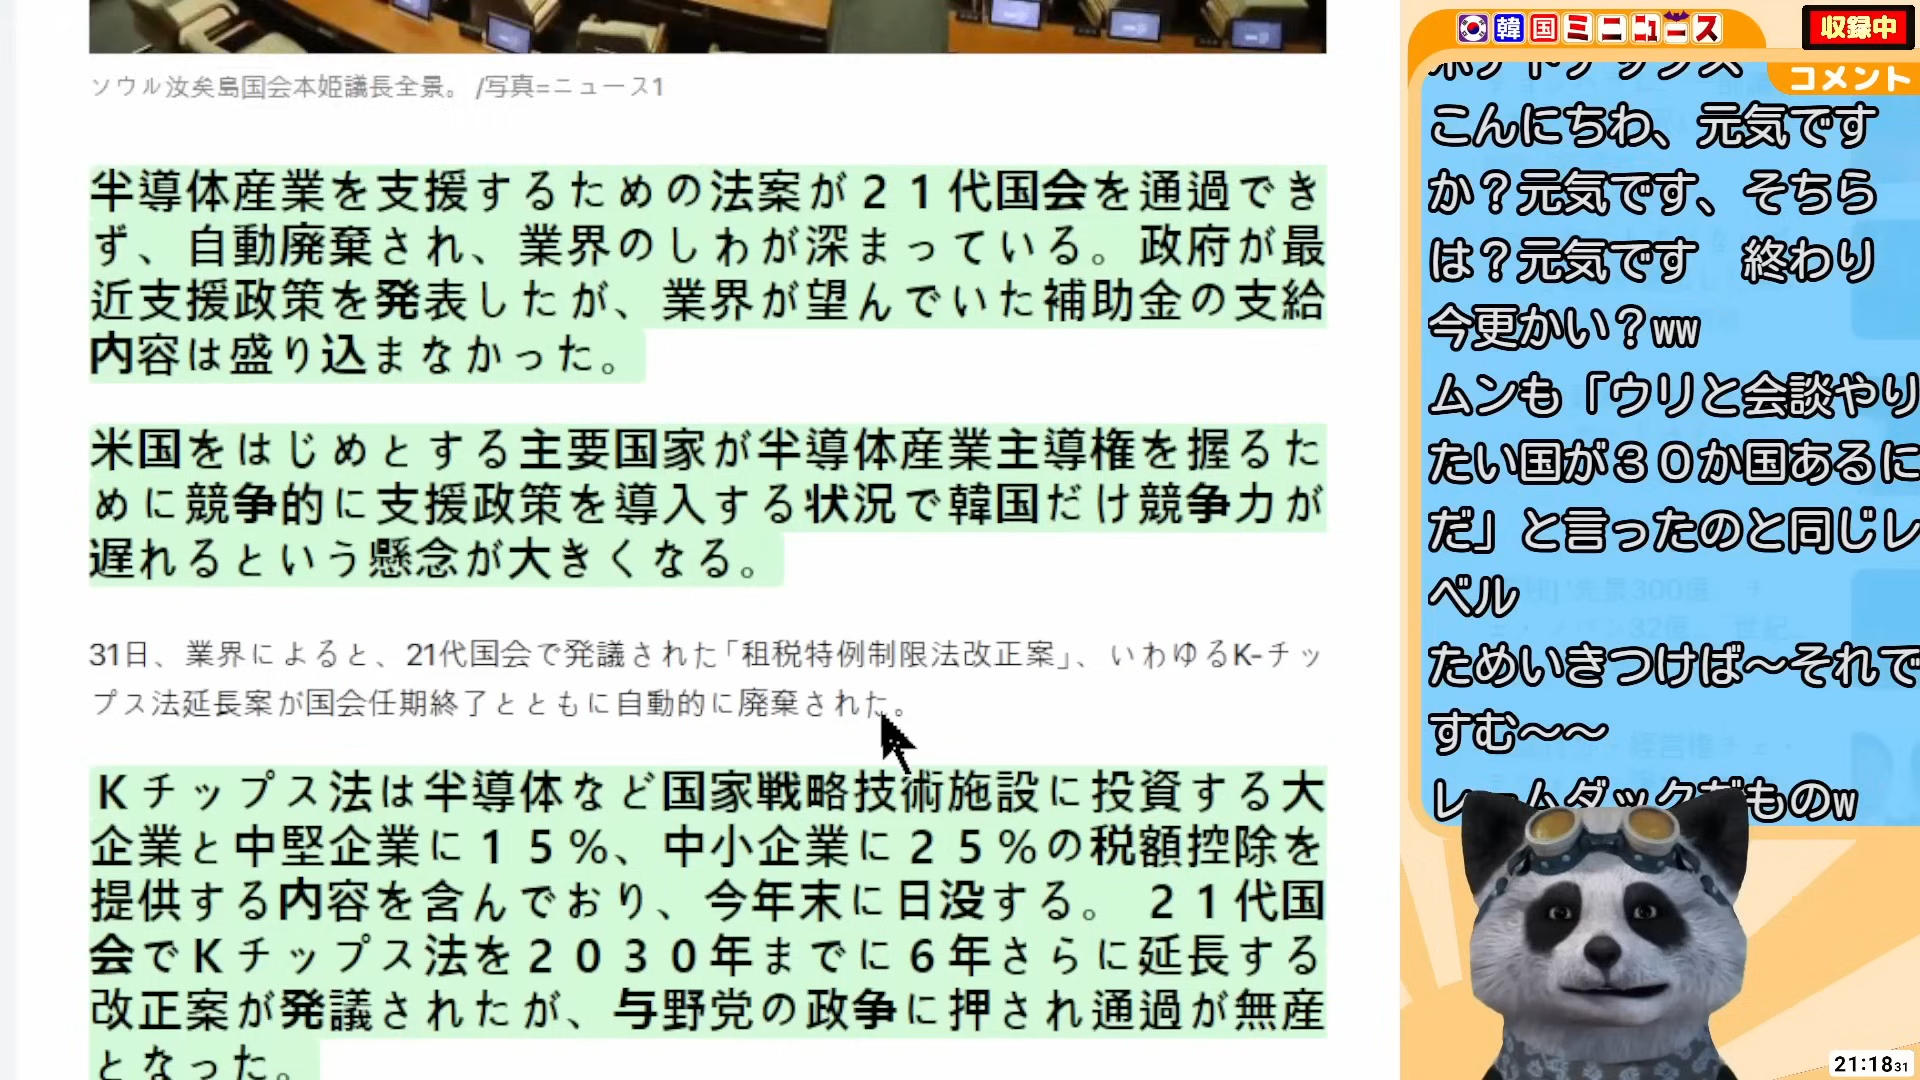 ソウル汝矣島国会本姫議長全景。 /写真=ニュース1
半導体産業を支援するための法案が２１代国会を通過でき
ず、自動廃棄され、業界のしわが深まっている。政府が最
近支援政策を発表したが、業界が望んでいた補助金の支給
内容は盛り込まなかった。
米国をはじめとする主要国家が半導体産業主導権を握るた
めに競争的に支援政策を導入する状況で韓国だけ競争力が
遅れるという懸念が大きくなる。
31日、業界によると、21代国会で発議された「租税特例制限法改正案」、いわゆるK-チッ
プス法延長案が国会任期終了とともに自動的に廃棄された。
Ｋチップス法は半導体など国家戦略技術施設に投資する大
企業と中堅企業に１５％、中小企業に２５％の税額控除を
提供する内容を含んでおり、今年末に日没する。 ２１代国
会でＫチップス法を２０３０年までに６年さらに延長する
改正案が発議されたが、与野党の政争に押され通過が無産
となった。
韓国ミニニュース
収録中
コメント
こんにちわ、元気です
か？元気です、そちら
は？元気です　終わり
今更かい？ww
ムンも「ウリと会談やり
たい国が３０か国あるに
だ」と言ったのと同じレ
ベル
ためいきつけば～それで
すむ～～
レームダックだものw
21:18 31